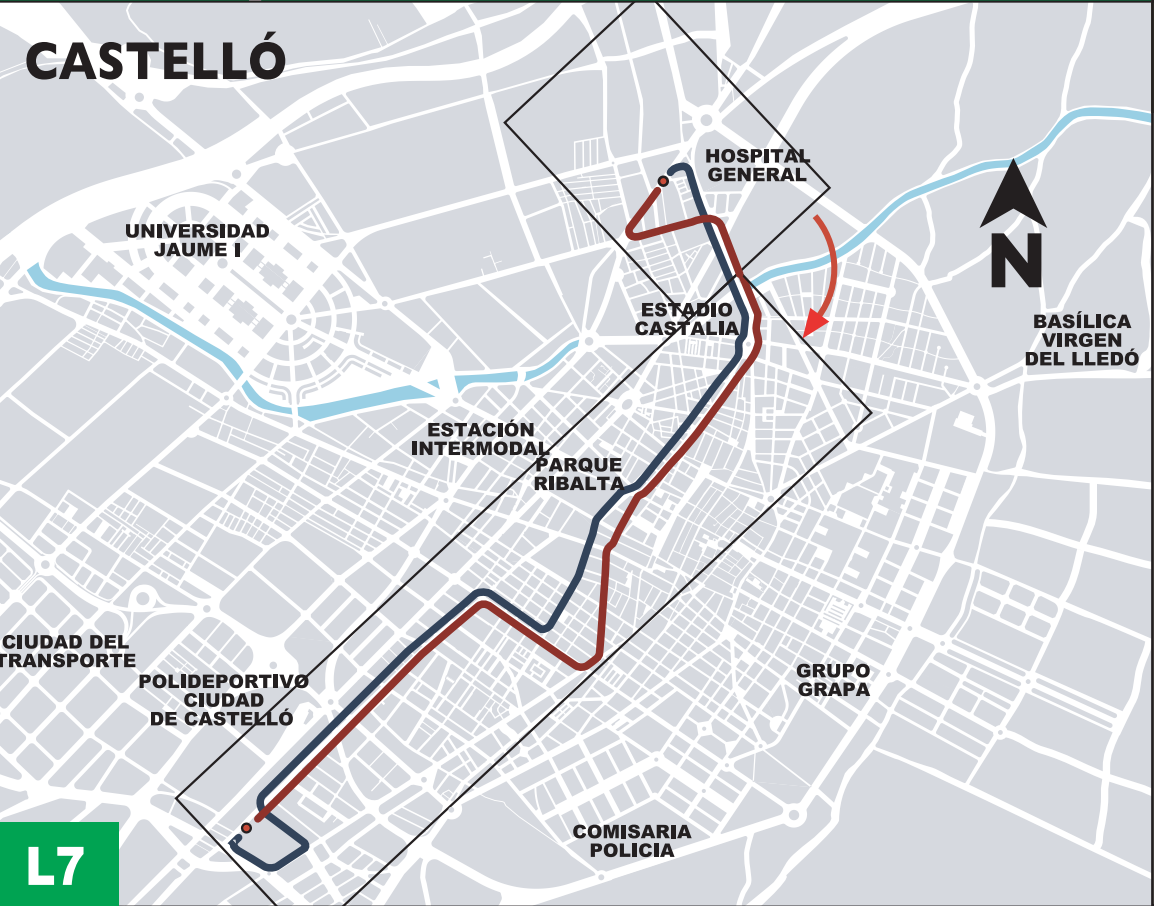 CASTELLÓ
HOSPITAL
GENERAL
UNIVERSIDAD
JAUME I
N
ESTADIO
CASTALIA
BASÍLICA
VIRGEN
DEL LLEDÓ
ESTACIÓN
INTERMODAL
PARQUE
RIBALTA
CIUDAD DEL
TRANSPORTE
POLIDEPORTIVO
CIUDAD
DE CASTELLÓ
GRUPO
GRAPA
COMISARIA
POLICIA
L7